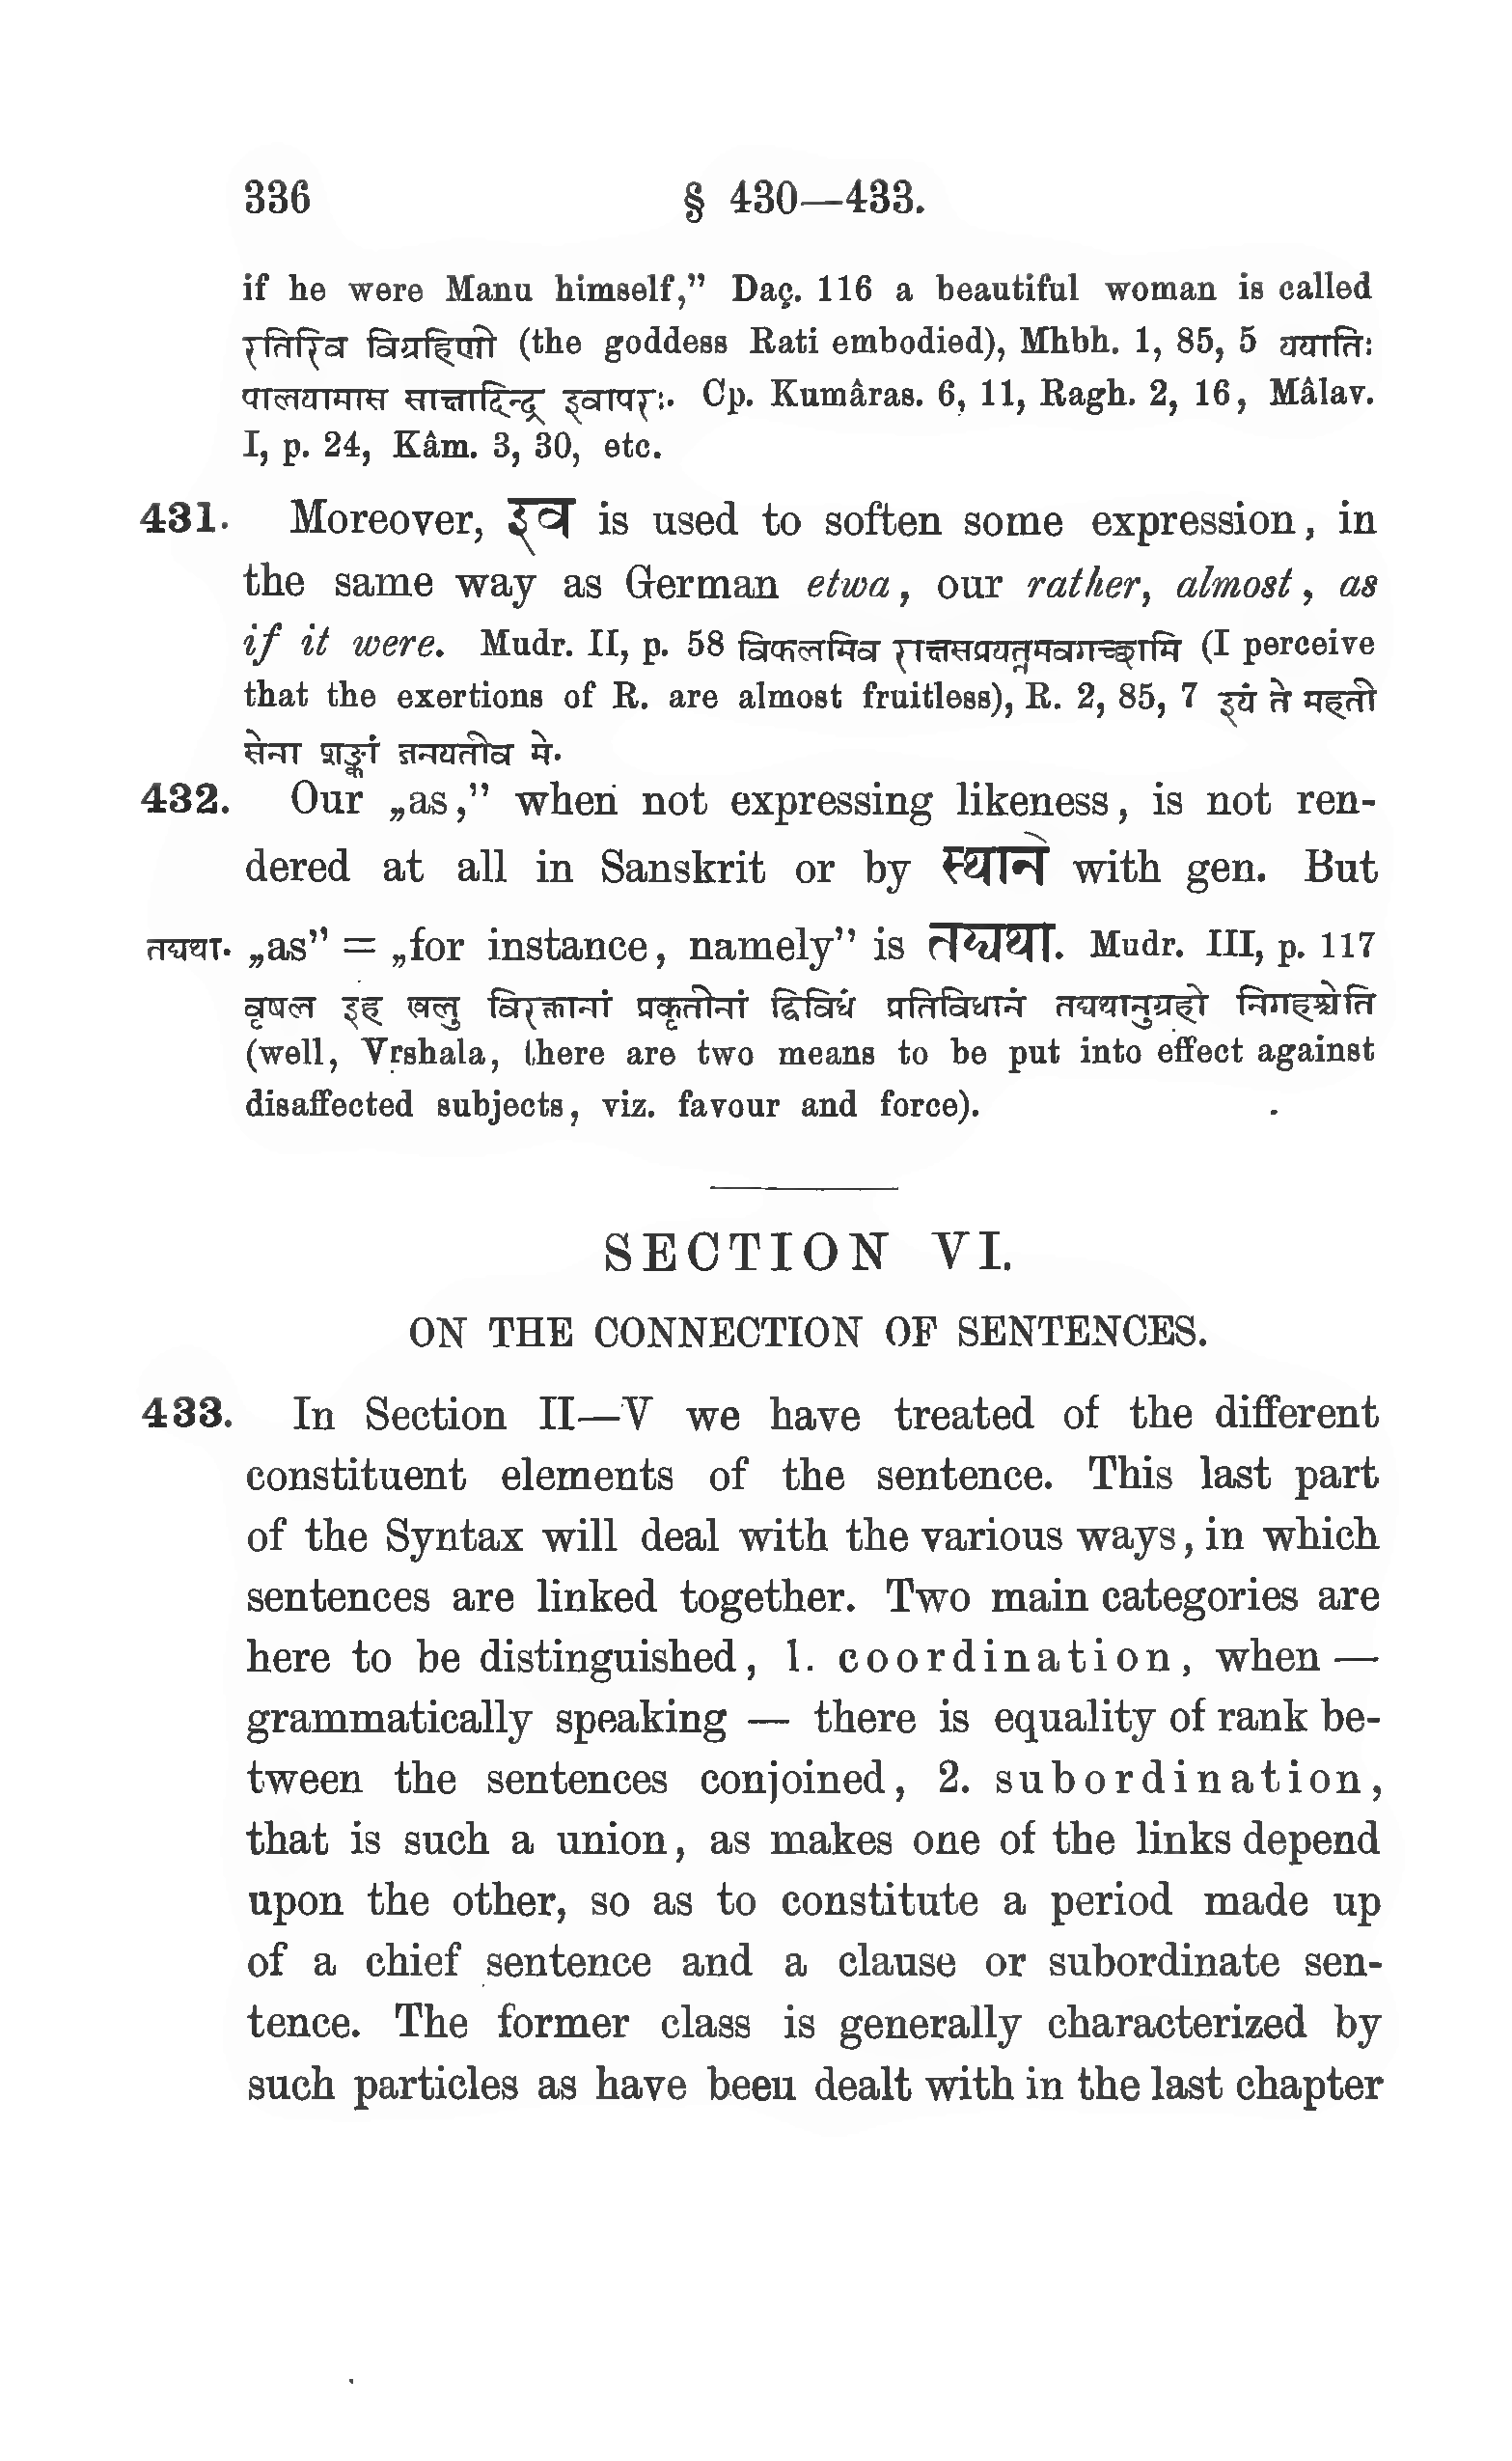 336 § 430—433.
if he were Manu himself,” Daç. 116 a beautiful woman is called
रतिरिव विग्रहिणी (the goddess Rati embodied), Mhbh. 1, 85, 5 ययातिः
पालयामास साक्षादिन्द्र इवापरः. Cp. Kumâras. 6, 11, Ragh. 2, 16, Mâlav.
I, p. 24, Kâm. 3, 30, etc.
431. Moreover, इव is used to soften some expression, in
the same way as German etwa, our rather, almost, as
if it were. Mudr. II, p. 58 विफलमिव राक्षसप्रयत्नमवगच्छामि (I perceive
that the exertions of R. are almost fruitless), R. 2, 85, 7 इयं ते महती
सेना शङ्कां जनयतीव मे.
432. Our „as,” when not expressing likeness, is not ren-
dered at all in Sanskrit or by स्थाने with gen. But
तद्यथा. „as” = „for instance, namely” is तद्यथा. Mudr. III, p. 117
वृषल इह खलु विरक्तानां प्रकृतीनां द्विविधं प्रतिविधानं तद्यथानुग्रहो निग्रहश्चेति
(well, Vṛshala, there are two means to be put into effect against
disaffected subjects, viz. favour and force).
SECTION VI.
ON THE CONNECTION OF SENTENCES.
433. In Section II—V we have treated of the different
constituent elements of the sentence. This last part
of the Syntax will deal with the various ways, in which
sentences are linked together. Two main categories are
here to be distinguished, 1. coordination, when —
grammatically speaking — there is equality of rank be-
tween the sentences conjoined, 2. subordination,
that is such a union, as makes one of the links depend
upon the other, so as to constitute a period made up
of a chief sentence and a clause or subordinate sen-
tence. The former class is generally characterized by
such particles as have been dealt with in the last chapter